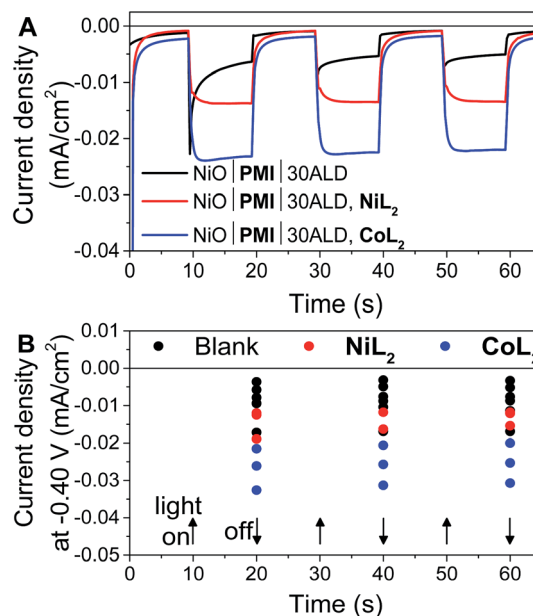 A
0.00
-0.01
-0.02
-0.03
-0.04
Current density
(mA/cm²)
NiO | PMI | 30ALD
NiO | PMI | 30ALD, NiL₂
NiO | PMI | 30ALD, CoL₂
0 10 20 30 40 50 60
Time (s)
B
0.01
0.00
-0.01
-0.02
-0.03
-0.04
-0.05
Current density
at -0.40 V (mA/cm²)
Blank NiL₂ CoL₂
light
on off
0 10 20 30 40 50 60
Time (s)